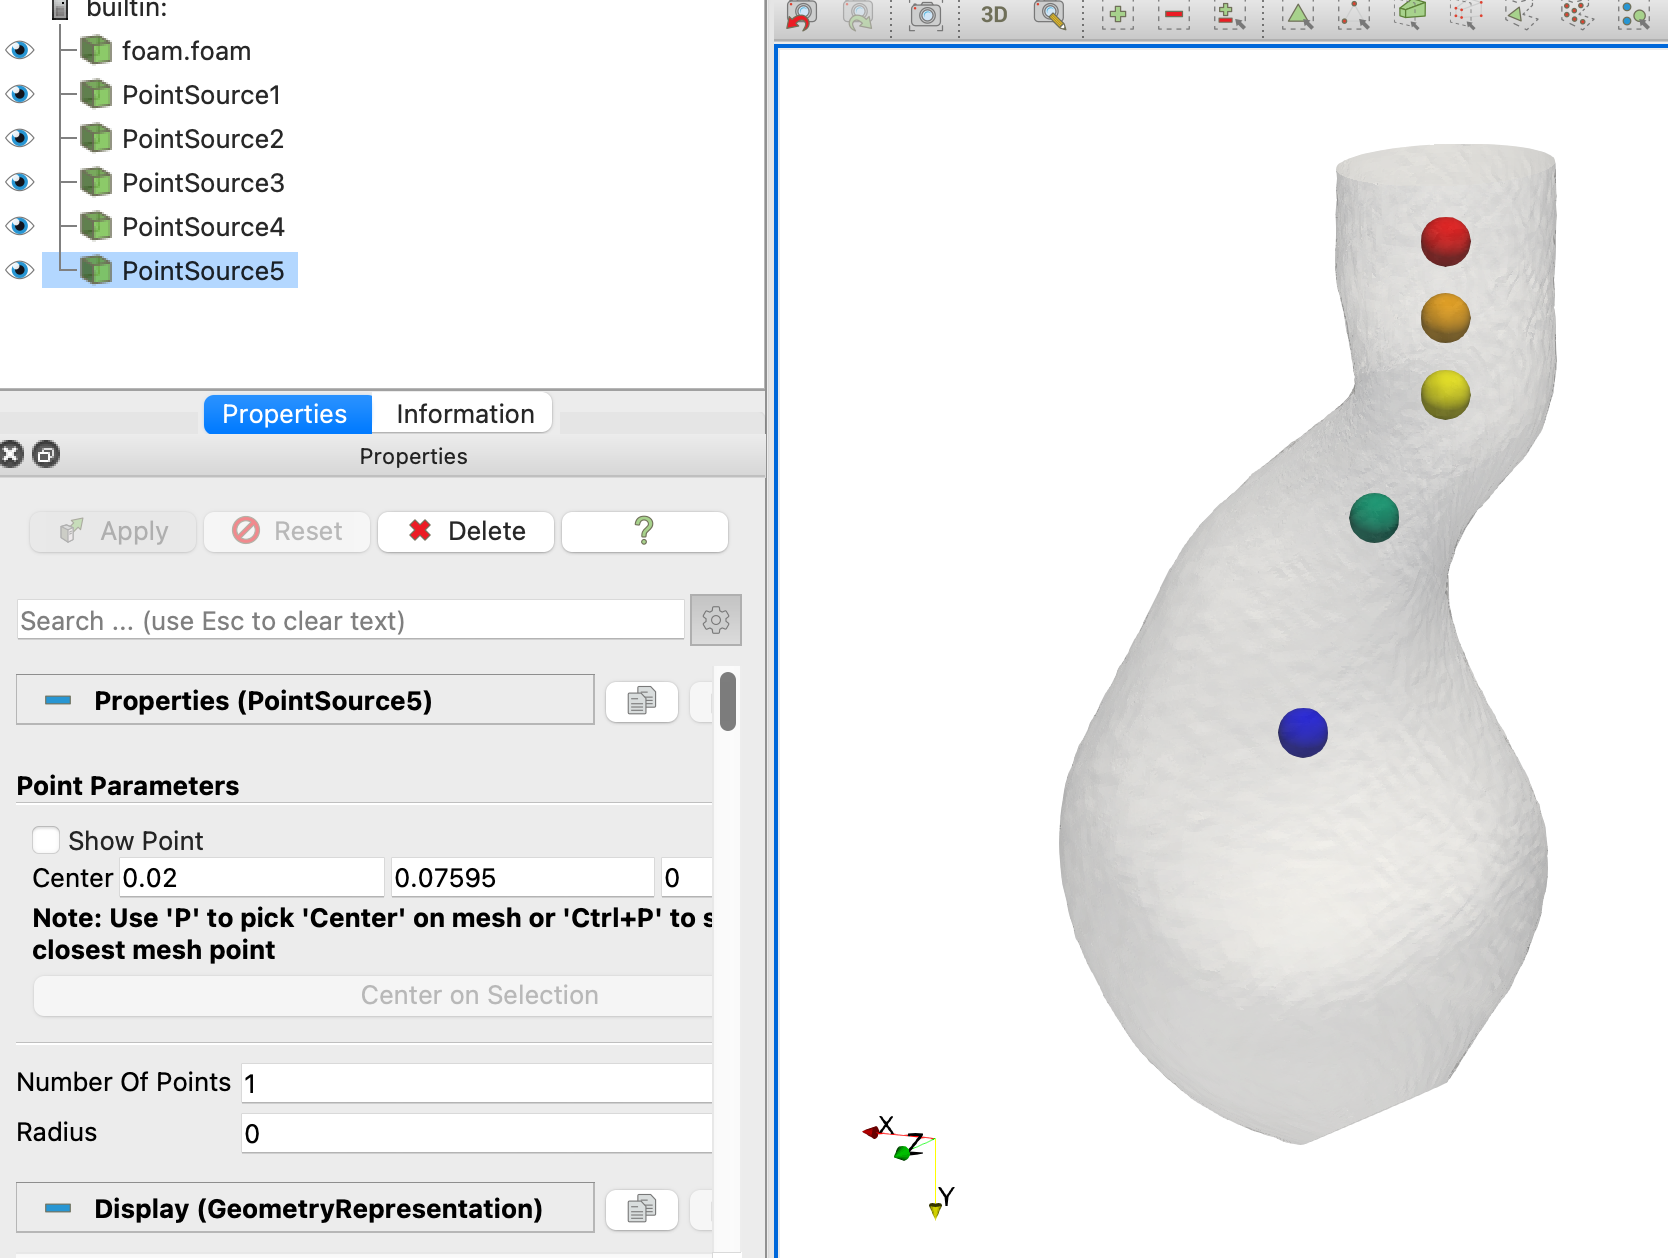 builtin:
foam.foam
PointSource1
PointSource2
PointSource3
PointSource4
PointSource5
3D
Properties Information
Properties
Apply Reset Delete ?
Search ... (use Esc to clear text)
Properties (PointSource5)
Point Parameters
Show Point
Center 0.02 0.07595 0
Note: Use 'P' to pick 'Center' on mesh or 'Ctrl+P' to s
closest mesh point
Center on Selection
Number Of Points 1
Radius 0
Display (GeometryRepresentation)
X
Z
Y